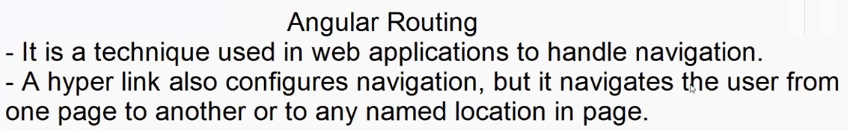 Angular Routing
- It is a technique used in web applications to handle navigation.
- A hyper link also configures navigation, but it navigates the user from
one page to another or to any named location in page.